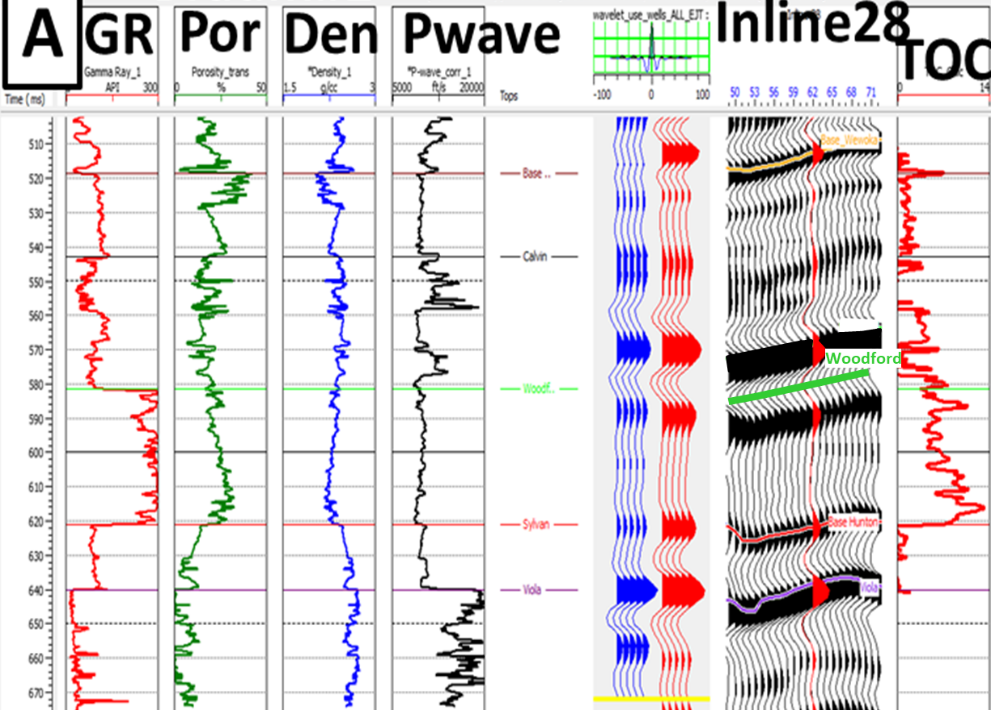 A
GR
Por
Den
Pwave
Inline28
TOC
wavelet_use_wells_ALL_EJT :
Gamma Ray_1
Porosity_trans
*Density_1
*P-wave_corr_1
API 300
0 % 50
1.5 g/cc 3
5000 ft/s 20000
Time (ms)
Tops
-100 0 100
50 53 56 59 62 65 68 71
0 14
510
520
530
540
550
560
570
580
590
600
610
620
630
640
650
660
670
Base ..
Calvin
Woodf..
Sylvan
Viola
Base_Wewoka
Woodford
Base Hunton
Viola